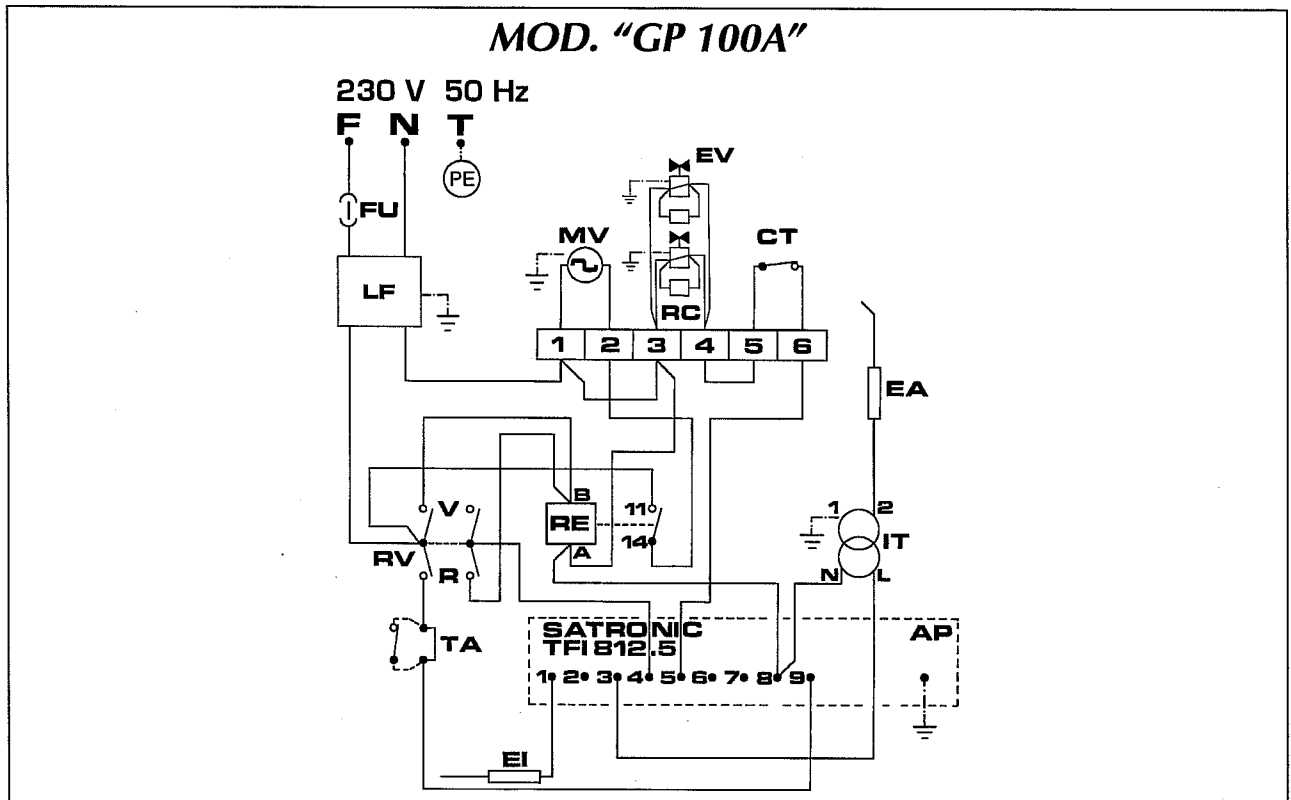 MOD. “GP 100A”
230 V 50 Hz
F N T
PE
FU
EV
MV
CT
LF
RC
1 2 3 4 5 6
EA
B
V
11
1 2
RE
14
IT
RV
A
R
N L
TA
SATRONIC
TFI 812.5
AP
1 2 3 4 5 6 7 8 9
EI